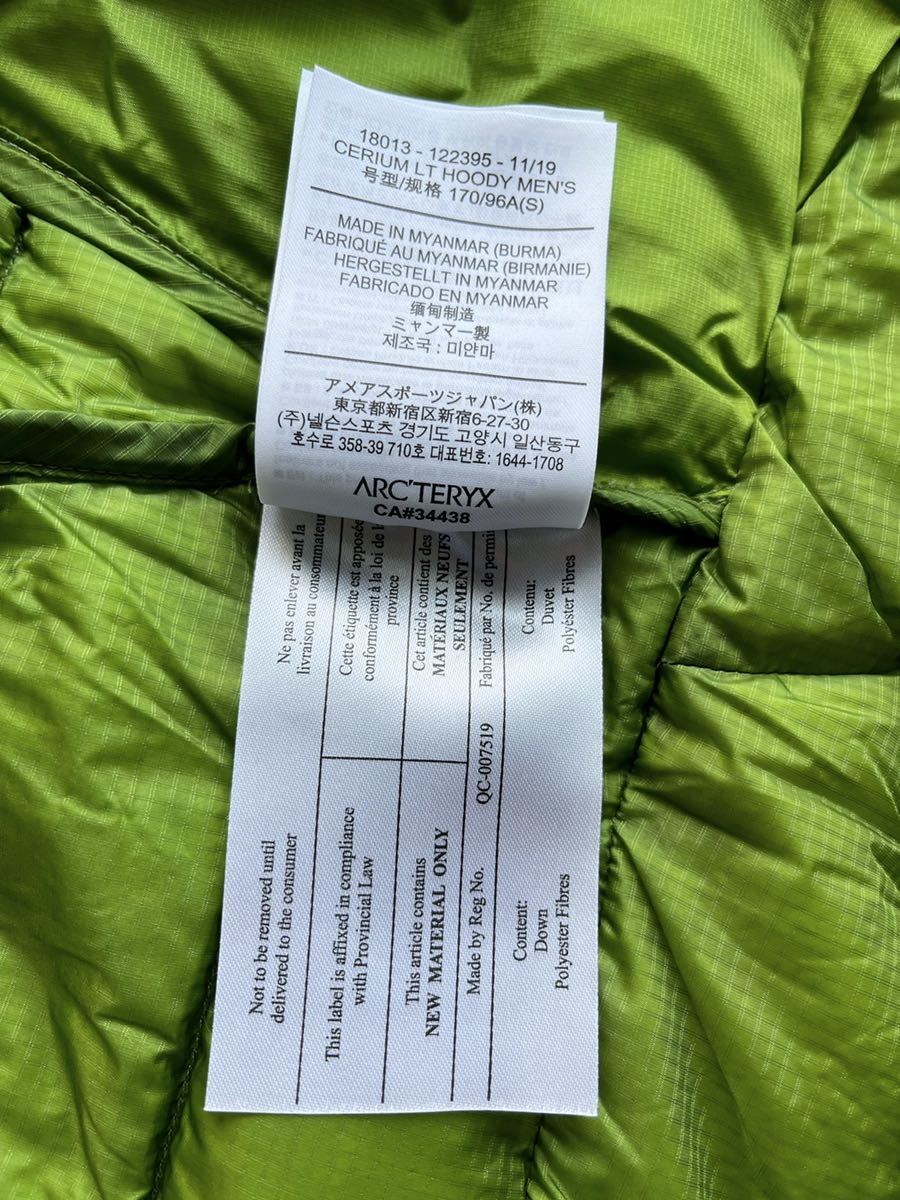 18013 - 122395 - 11/19
CERIUM LT HOODY MEN'S
号型/规格 170/96A(S)
MADE IN MYANMAR (BURMA)
FABRIQUÉ AU MYANMAR (BIRMANIE)
HERGESTELLT IN MYANMAR
FABRICADO EN MYANMAR
缅甸制造
ミャンマー製
제조국 : 미얀마
アメアスポーツジャパン(株)
東京都新宿区新宿6-27-30
(주)넬슨스포츠 경기도 고양시 일산동구
호수로 358-39 710호 대표번호: 1644-1708
ARC'TERYX
CA#34438
Ne pas enlever avant la
livraison au consommateur
Cette étiquette est apposée
conformément à la loi de
province
Cet article contient des
MATÉRIAUX NEUFS
SEULEMENT
Fabriqué par No. de permi
Contenu:
Duvet
Polyéster Fibres
QC-007519
Not to be removed until
delivered to the consumer
This label is affixed in compliance
with Provincial Law
This article contains
NEW MATERIAL ONLY
Made by Reg No.
Content:
Down
Polyester Fibres